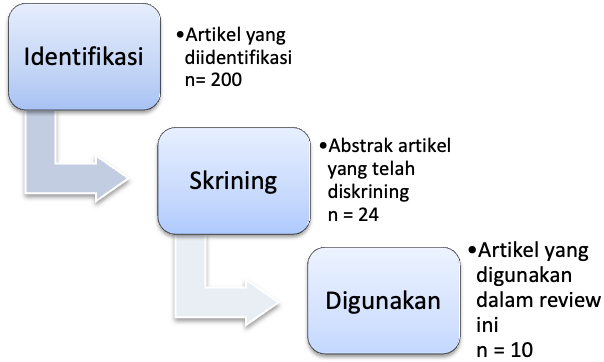 Identifikasi
•Artikel yang
diidentifikasi
n= 200
Skrining
•Abstrak artikel
yang telah
diskrining
n = 24
Digunakan
•Artikel yang
digunakan
dalam review
ini
n = 10